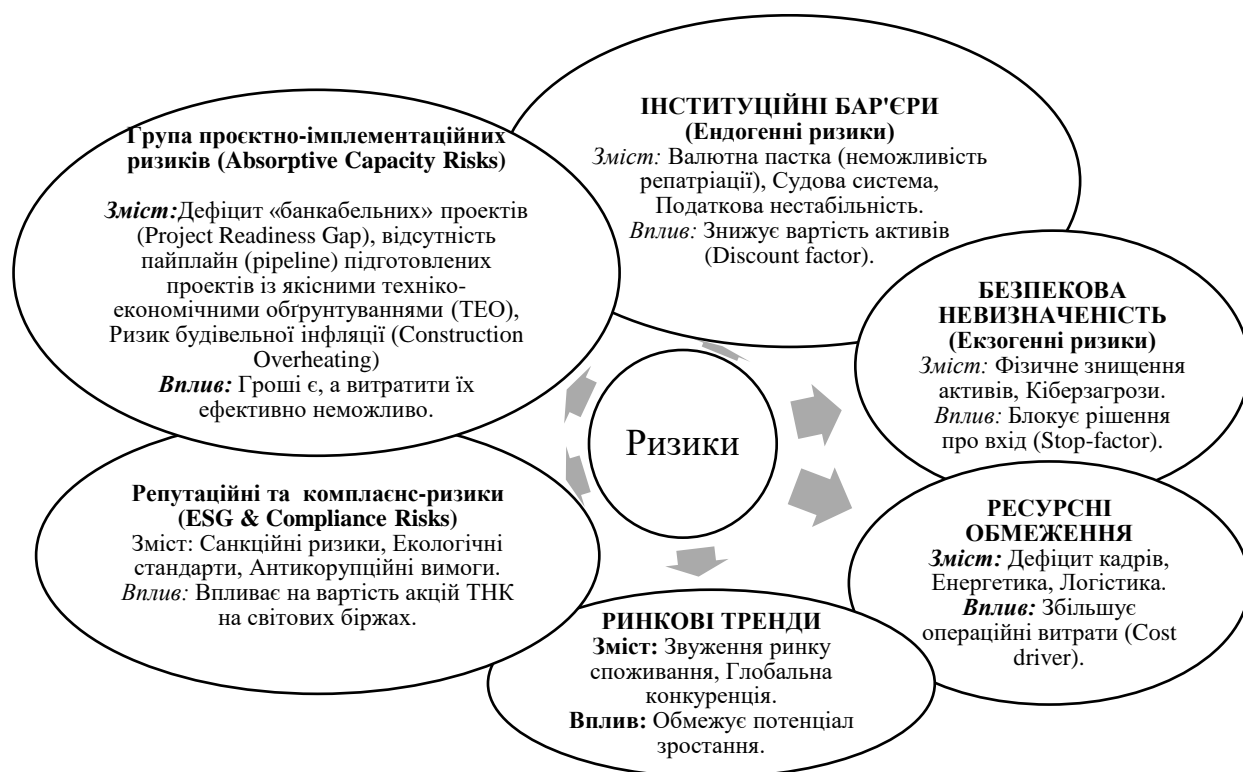 Група проєктно-імплементаційних
ризиків (Absorptive Capacity Risks)
Зміст:Дефіцит «банкабельних» проектів
(Project Readiness Gap), відсутність
пайплайн (pipeline) підготовлених
проектів із якісними техніко-
економічними обґрунтуваннями (ТЕО),
Ризик будівельної інфляції (Construction
Overheating)
Вплив: Гроші є, а витратити їх
ефективно неможливо.
ІНСТИТУЦІЙНІ БАР'ЄРИ
(Ендогенні ризики)
Зміст: Валютна пастка (неможливість
репатріації), Судова система,
Податкова нестабільність.
Вплив: Знижує вартість активів
(Discount factor).
БЕЗПЕКОВА
НЕВИЗНАЧЕНІСТЬ
(Екзогенні ризики)
Зміст: Фізичне знищення
активів, Кіберзагрози.
Вплив: Блокує рішення
про вхід (Stop-factor).
Ризики
Репутаційні та комплаєнс-ризики
(ESG & Compliance Risks)
Зміст: Санкційні ризики, Екологічні
стандарти, Антикорупційні вимоги.
Вплив: Впливає на вартість акцій ТНК
на світових біржах.
РЕСУРСНІ
ОБМЕЖЕННЯ
Зміст: Дефіцит кадрів,
Енергетика, Логістика.
Вплив: Збільшує
операційні витрати (Cost
driver).
РИНКОВІ ТРЕНДИ
Зміст: Звуження ринку
споживання, Глобальна
конкуренція.
Вплив: Обмежує потенціал
зростання.